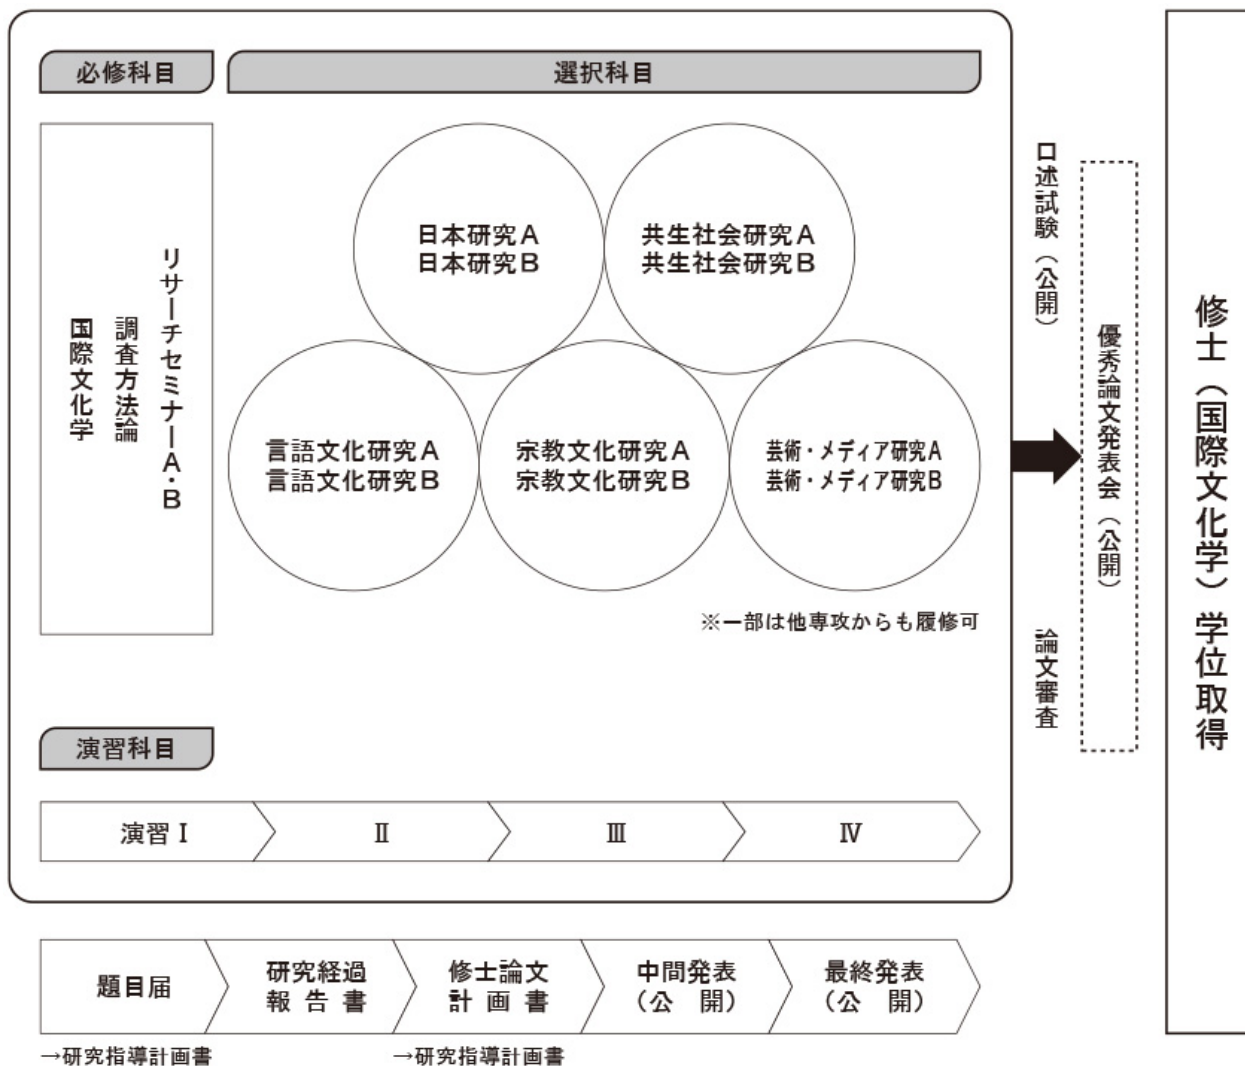 必修科目
選択科目
リサーチセミナーA・B
調査方法論
国際文化学
日本研究A
日本研究B
共生社会研究A
共生社会研究B
言語文化研究A
言語文化研究B
宗教文化研究A
宗教文化研究B
芸術・メディア研究A
芸術・メディア研究B
※一部は他専攻からも履修可
演習科目
演習Ⅰ
Ⅱ
Ⅲ
Ⅳ
題目届
研究経過
報告書
修士論文
計画書
中間発表
（公　開）
最終発表
（公　開）
→研究指導計画書
→研究指導計画書
口述試験（公開）
論文審査
優秀論文発表会（公開）
修士（国際文化学）学位取得